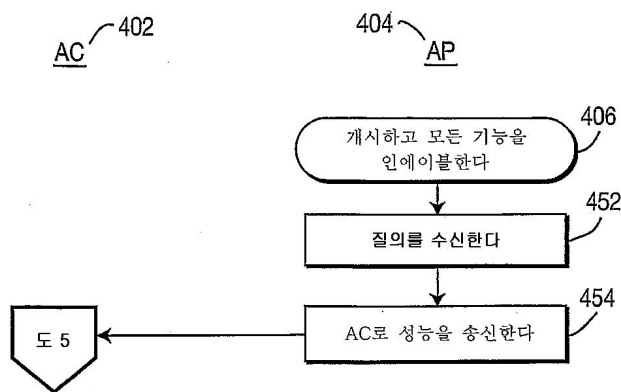 AC 402
404 AP
406
개시하고 모든 기능을
인에이블한다
452
질의를 수신한다
454
AC로 성능을 송신한다
도 5